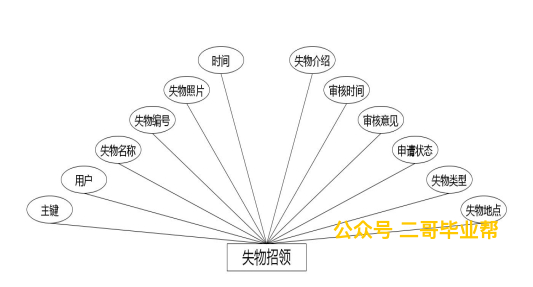 时间
失物介绍
失物照片
审核时间
失物编号
审核意见
失物名称
申请状态
用户
失物类型
主键
失物地点
公众号 二哥毕业帮
失物招领